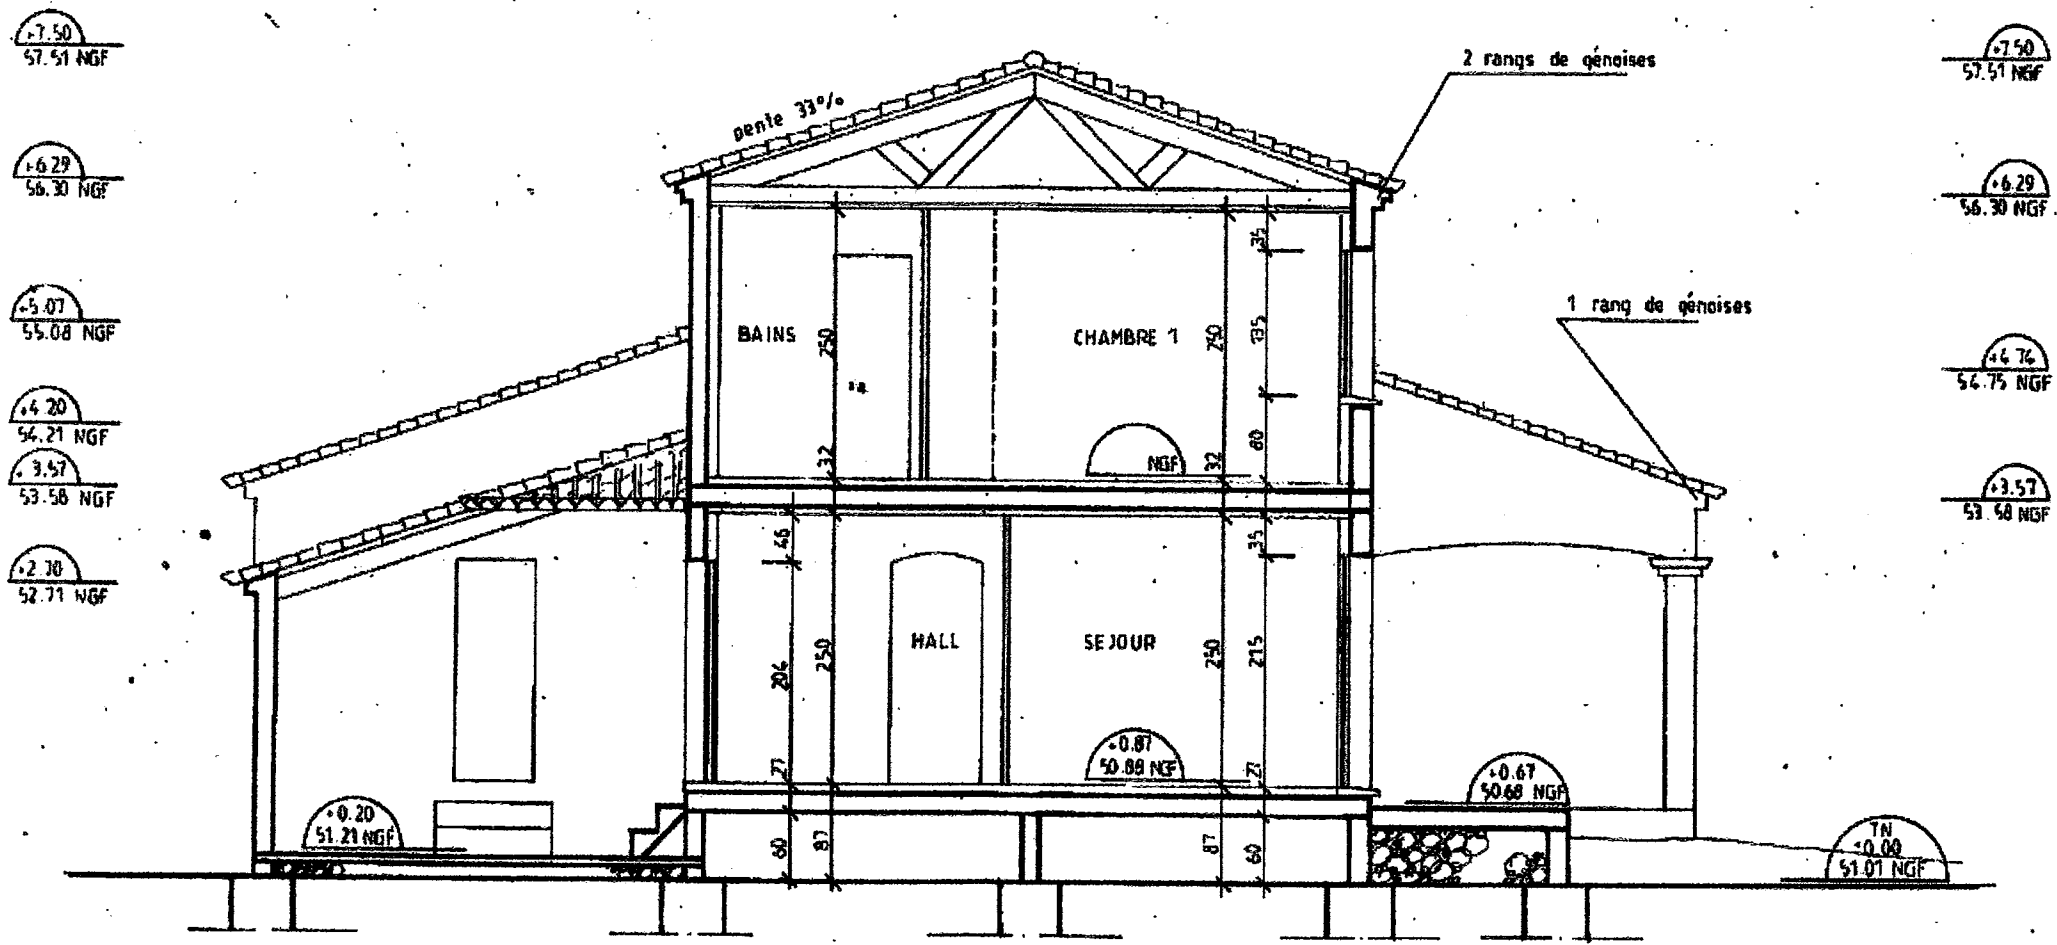 +7.50
57.51 NGF
+6.29
56.30 NGF
+5.07
55.08 NGF
+4.20
54.21 NGF
+3.57
53.58 NGF
+2.70
52.71 NGF
pente 33%
2 rangs de génoises
1 rang de génoises
+7.50
57.51 NGF
+6.29
56.30 NGF
+4.74
54.75 NGF
+3.57
53.58 NGF
BAINS
250
32
CHAMBRE 1
250
32
35
135
80
NGF
46
204
27
60
250
87
HALL
SEJOUR
250
87
35
215
27
60
+0.87
50.88 NGF
+0.67
50.68 NGF
+0.20
51.21 NGF
TN
±0.00
51.01 NGF